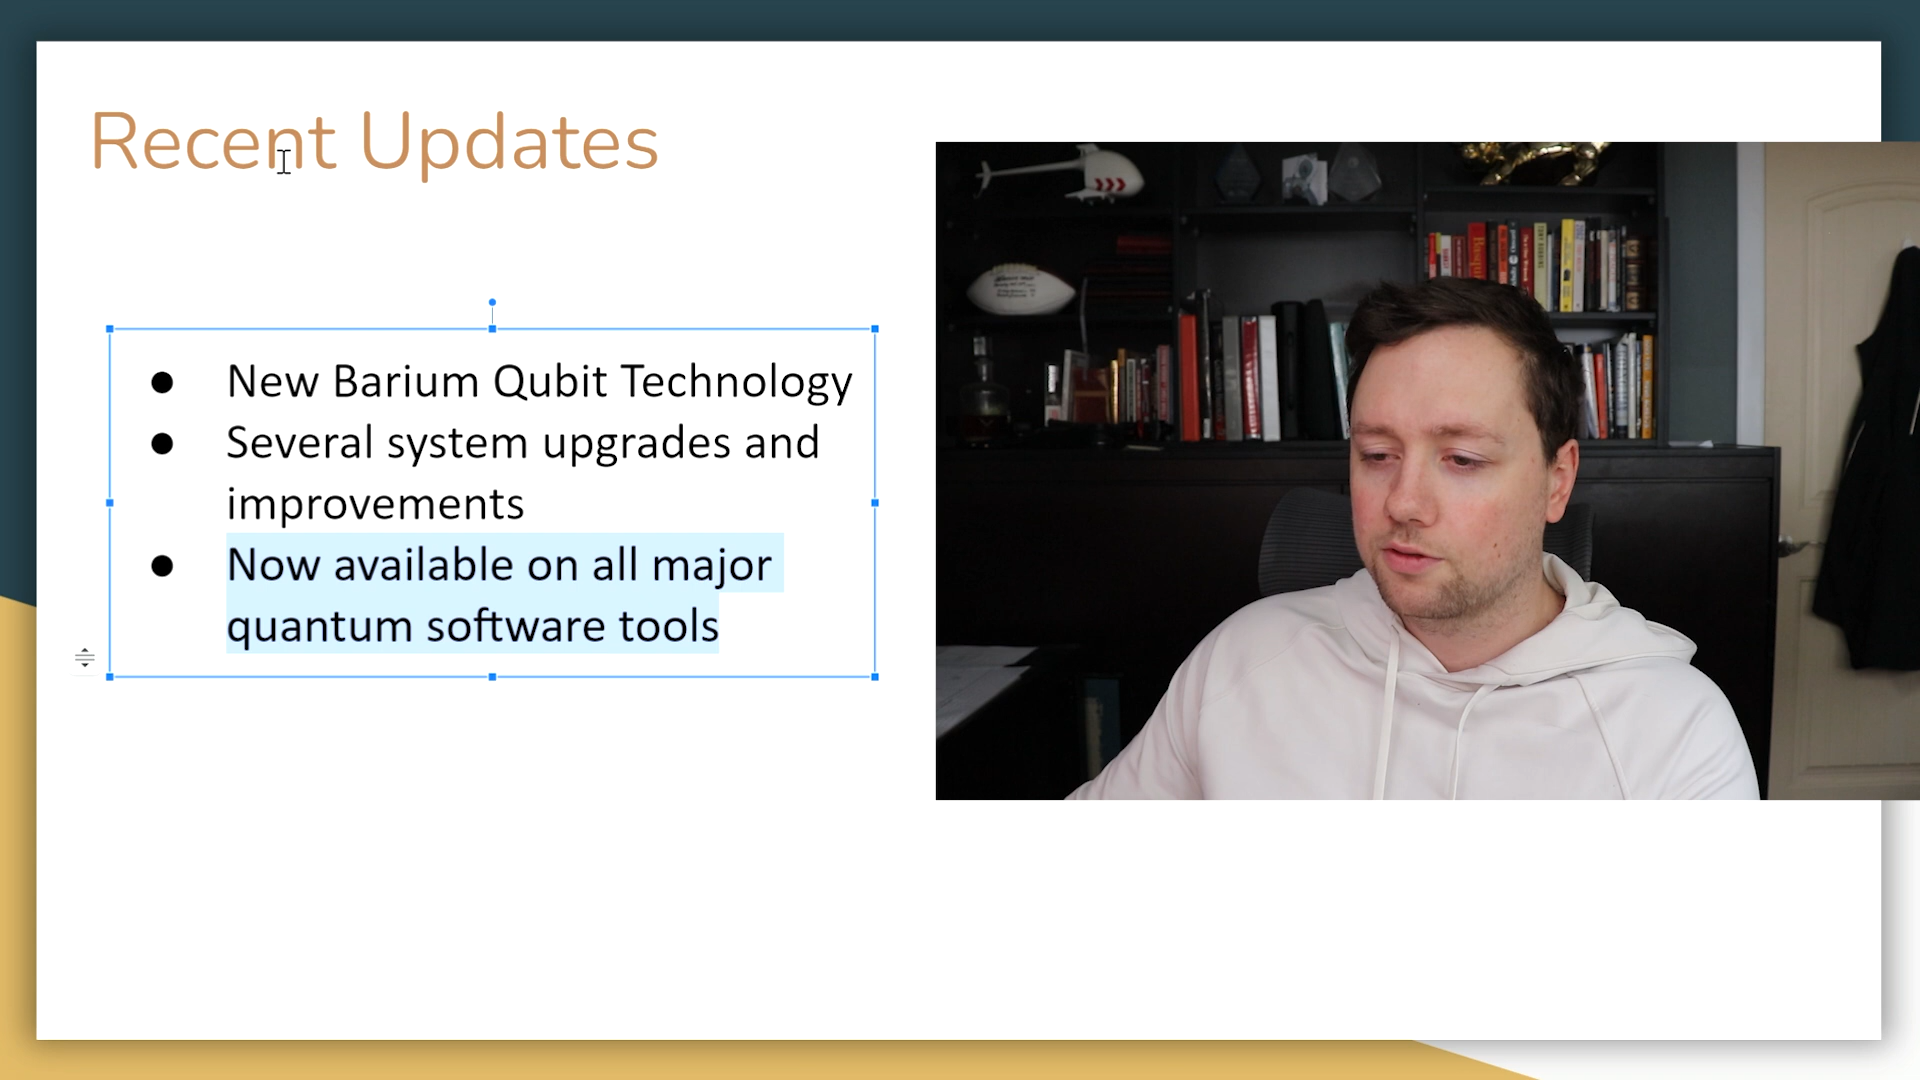 Recent Updates
● New Barium Qubit Technology
● Several system upgrades and
improvements
● Now available on all major
quantum software tools